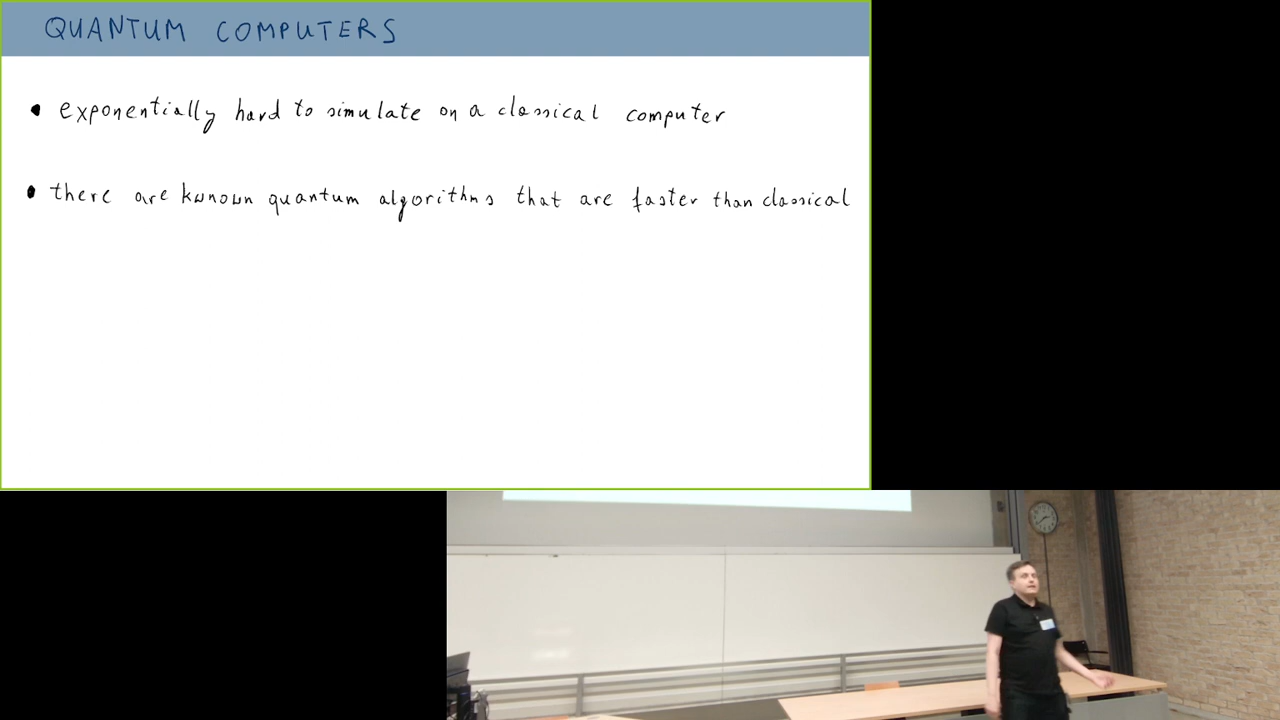 QUANTUM COMPUTERS
• exponentially hard to simulate on a classical computer
• there are known quantum algorithms that are faster than classical